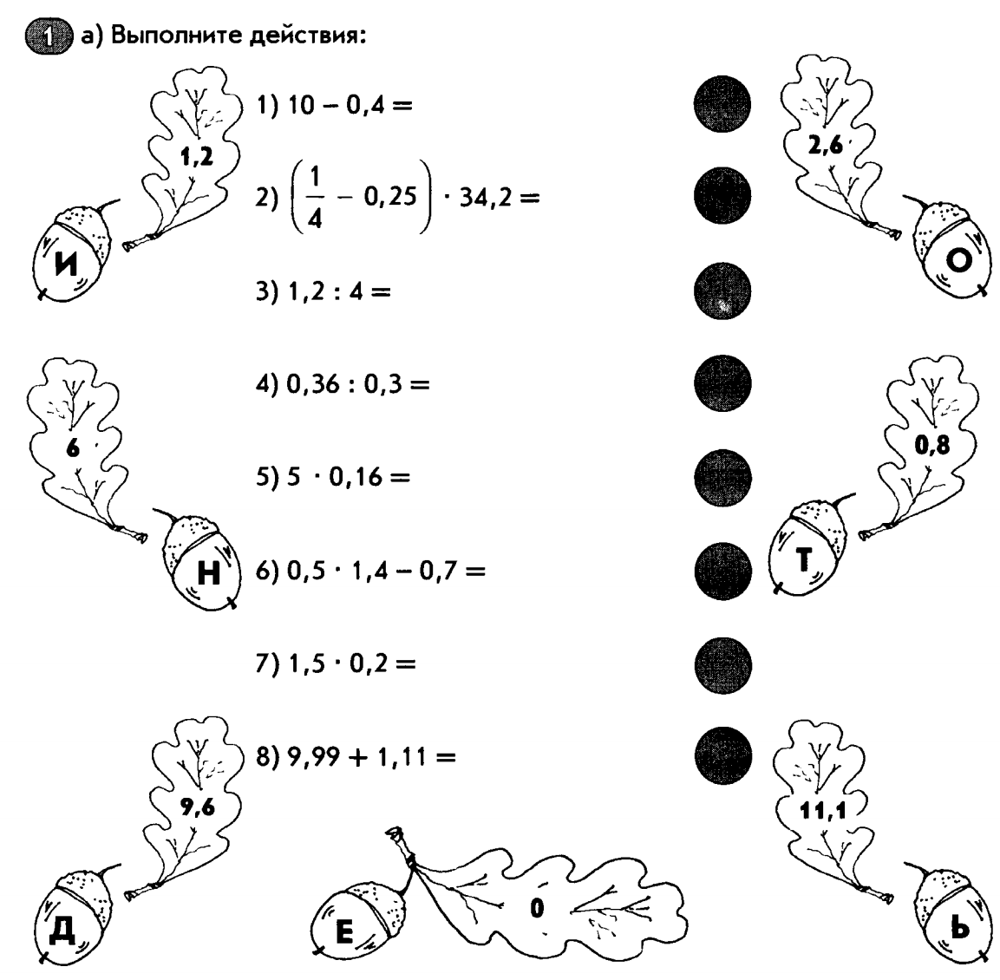 1 а) Выполните действия:
1) 10 – 0,4 =
1,2
2,6
2) (1/4 – 0,25) · 34,2 =
И
О
3) 1,2 : 4 =
4) 0,36 : 0,3 =
6
0,8
5) 5 · 0,16 =
Н
Т
6) 0,5 · 1,4 – 0,7 =
7) 1,5 · 0,2 =
8) 9,99 + 1,11 =
9,6
11,1
Д
Е
0
Ь